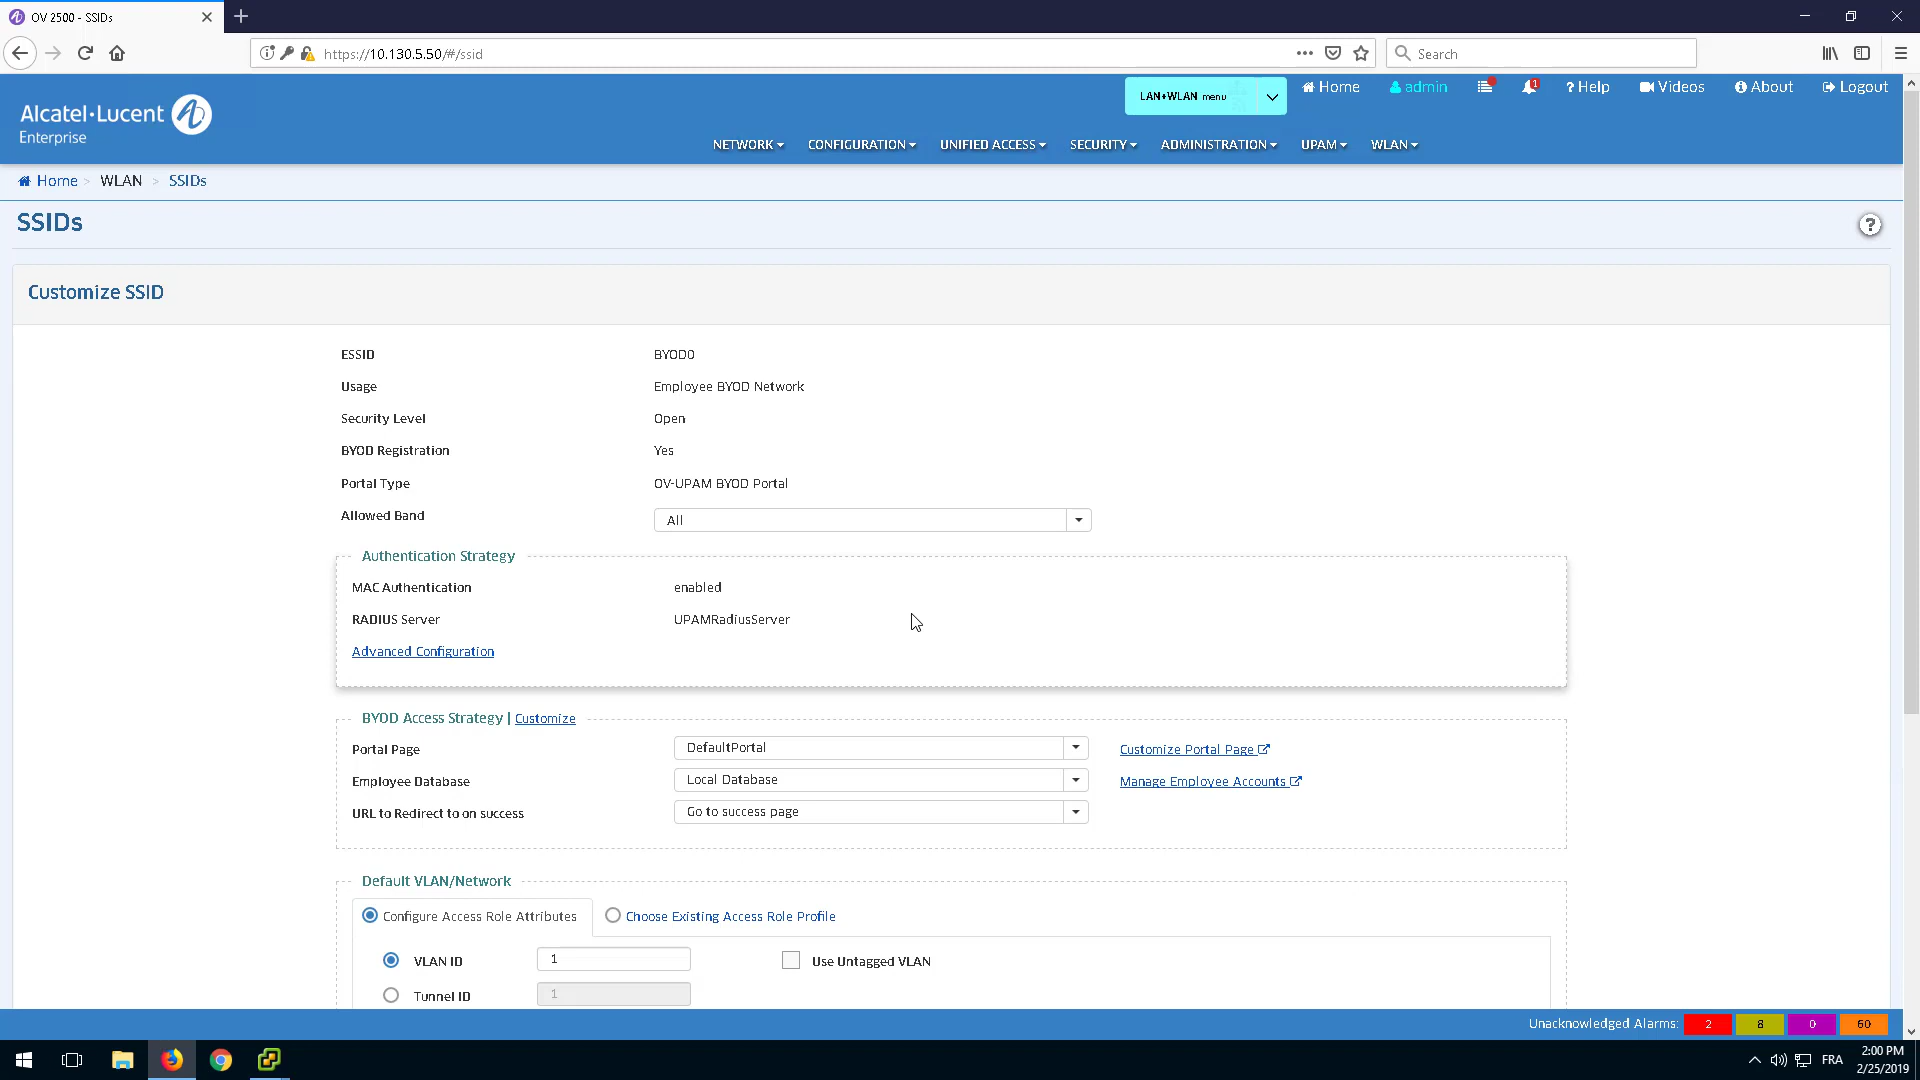 OV 2500 - SSIDs
https://10.130.5.50/#/ssid
Search
Alcatel·Lucent
Enterprise
LAN+WLAN menu
Home
admin
1
? Help
Videos
About
Logout
NETWORK
CONFIGURATION
UNIFIED ACCESS
SECURITY
ADMINISTRATION
UPAM
WLAN
Home > WLAN > SSIDs
SSIDs
?
Customize SSID
ESSID BYOD0
Usage Employee BYOD Network
Security Level Open
BYOD Registration Yes
Portal Type OV-UPAM BYOD Portal
Allowed Band All
Authentication Strategy
MAC Authentication enabled
RADIUS Server UPAMRadiusServer
Advanced Configuration
BYOD Access Strategy | Customize
Portal Page DefaultPortal Customize Portal Page
Employee Database Local Database Manage Employee Accounts
URL to Redirect to on success Go to success page
Default VLAN/Network
Configure Access Role Attributes Choose Existing Access Role Profile
VLAN ID 1 Use Untagged VLAN
Tunnel ID 1
Unacknowledged Alarms: 2 8 0 60
FRA
2:00 PM
2/25/2019